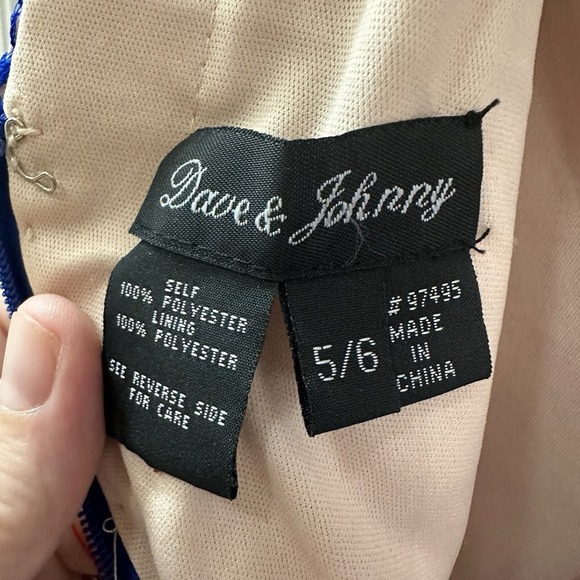 Dave & Johnny
SELF
100% POLYESTER
LINING
100% POLYESTER
SEE REVERSE SIDE
FOR CARE
5/6
#97495
MADE
IN
CHINA